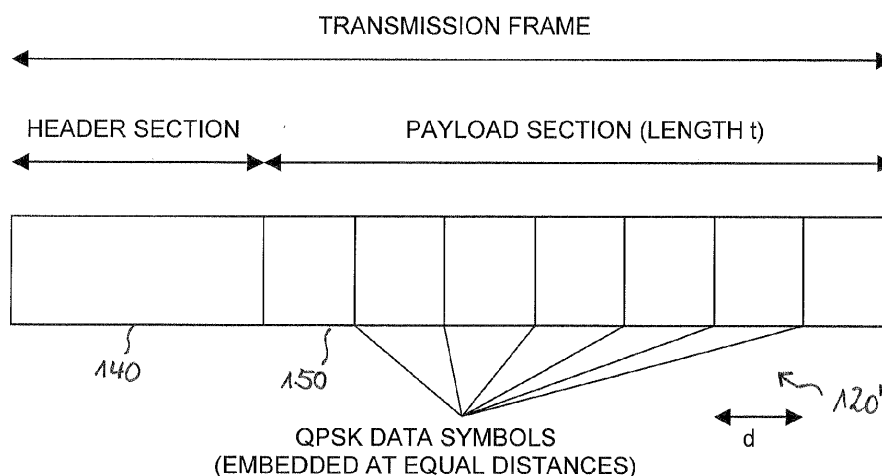 TRANSMISSION FRAME
HEADER SECTION
PAYLOAD SECTION (LENGTH t)
140
150
120'
QPSK DATA SYMBOLS
(EMBEDDED AT EQUAL DISTANCES)
d